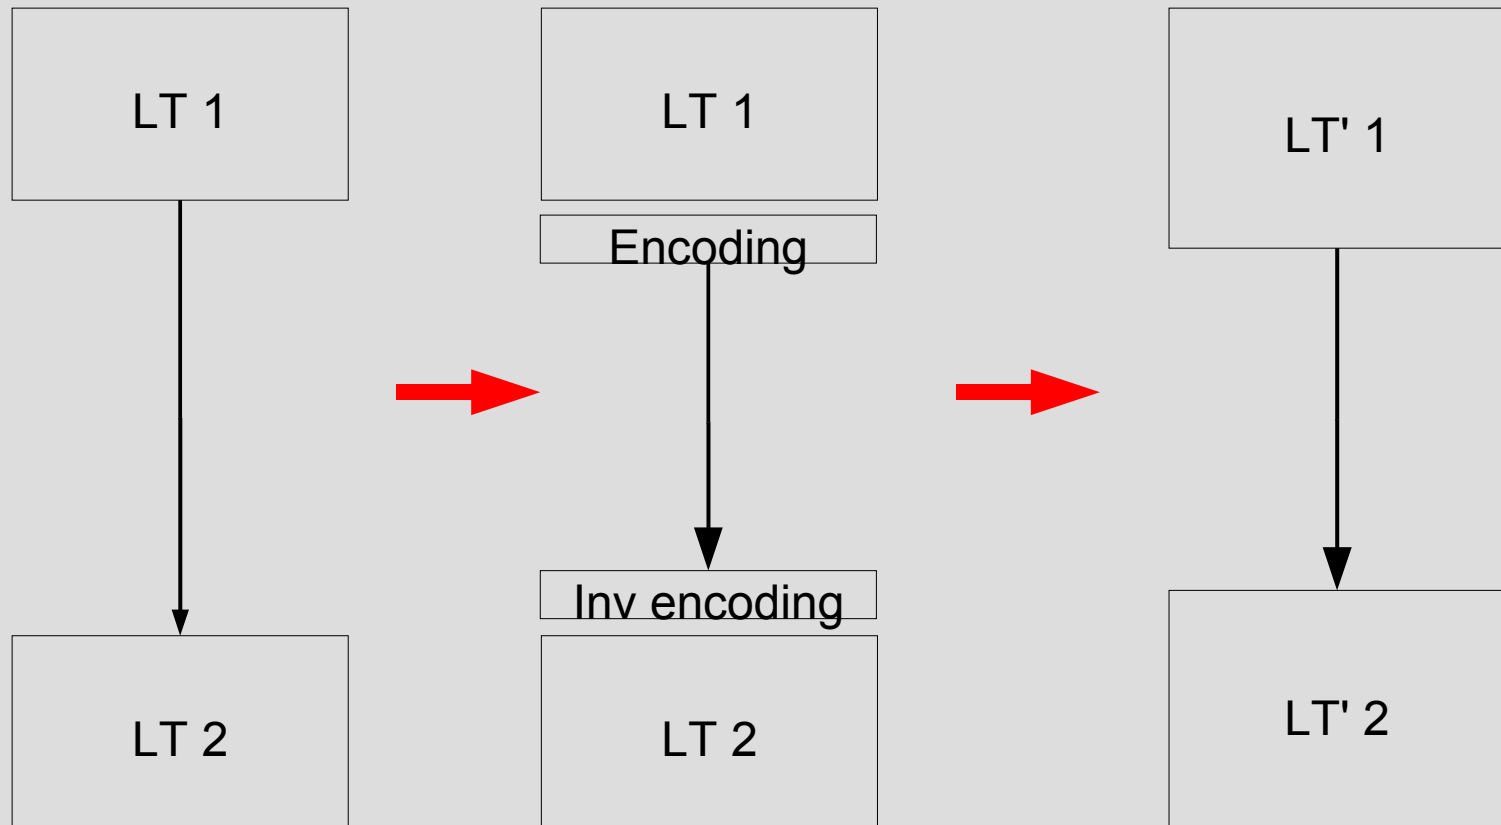 LT 1
LT 1
LT' 1
Encoding
Inv encoding
LT 2
LT 2
LT' 2